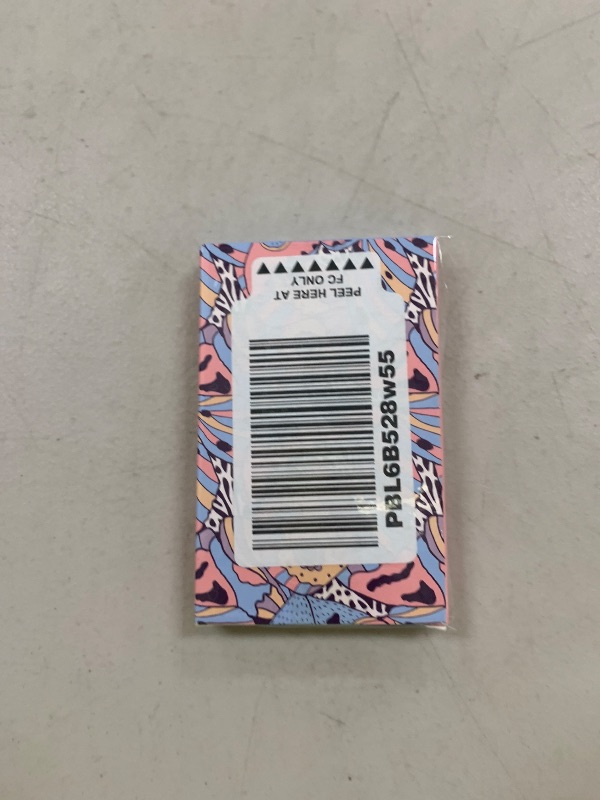 PEEL HERE AT
FC ONLY
PBL6B528w55